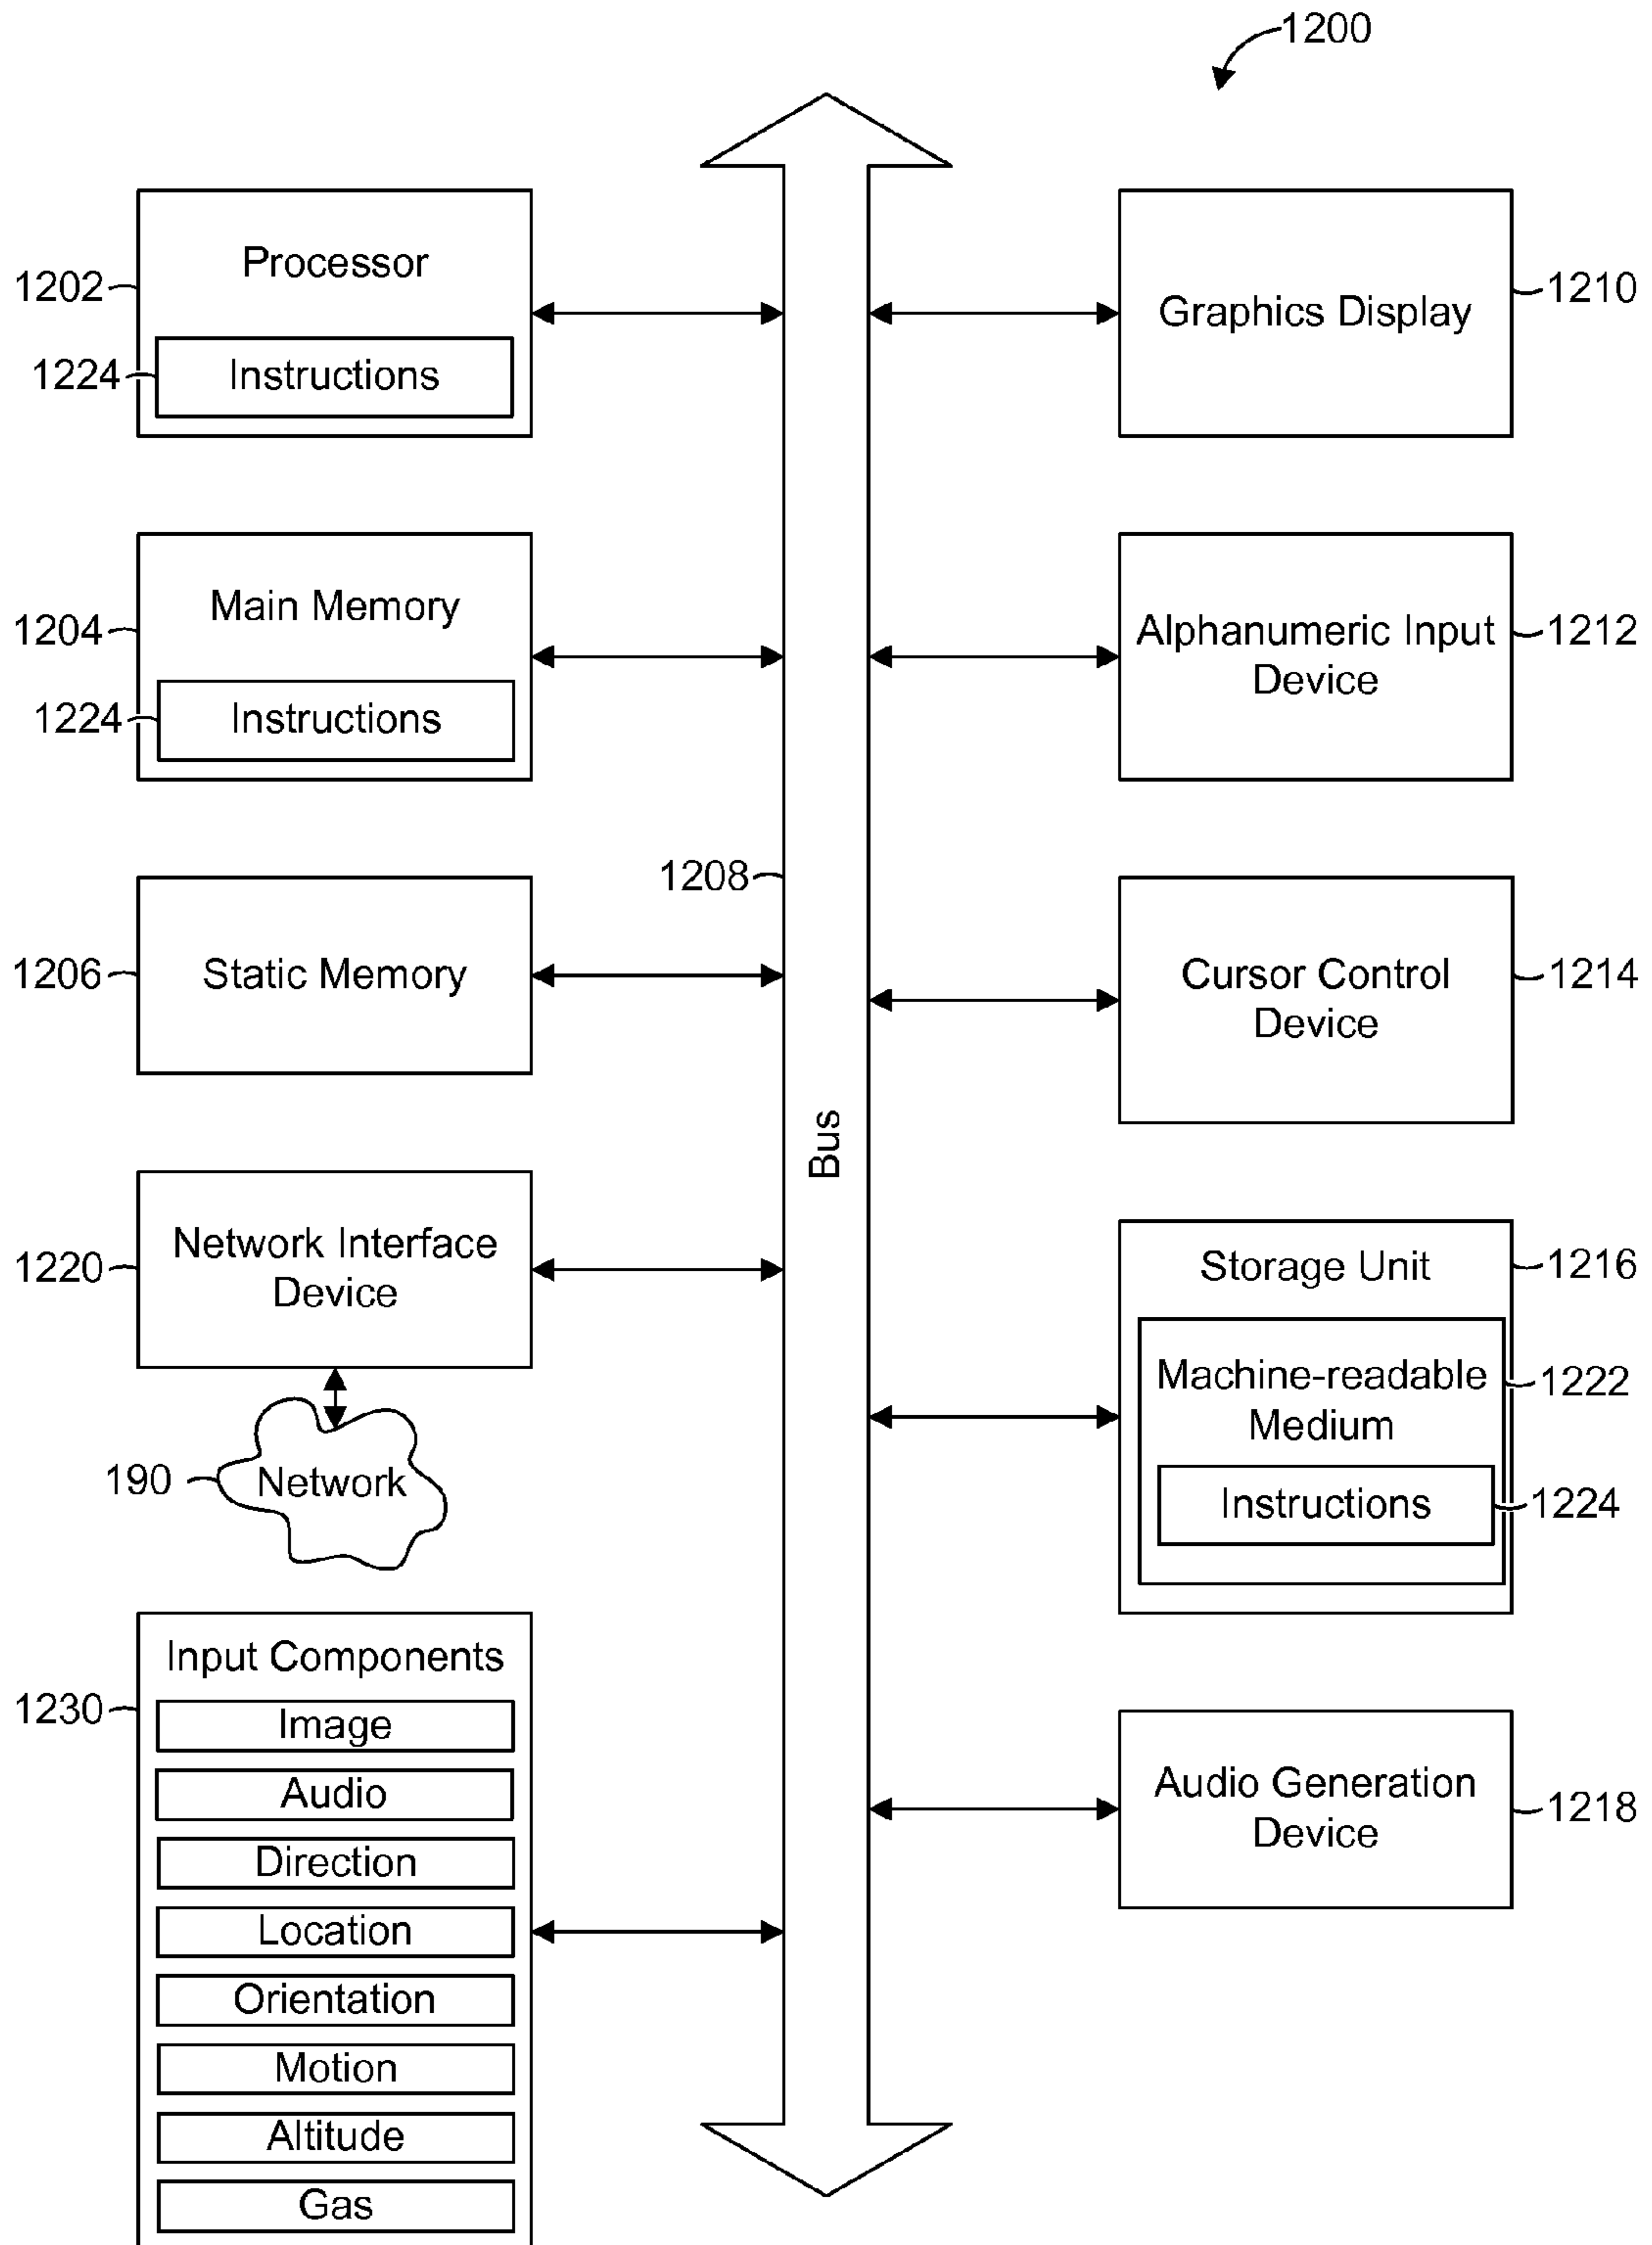 1200
Processor
1202
1224
Instructions
Main Memory
1204
1224
Instructions
1206
Static Memory
Network Interface
Device
1220
190
Network
Input Components
1230
Image
Audio
Direction
Location
Orientation
Motion
Altitude
Gas
1208
Bus
Graphics Display
1210
Alphanumeric Input
Device
1212
Cursor Control
Device
1214
Storage Unit
1216
Machine-readable
Medium
1222
Instructions
1224
Audio Generation
Device
1218